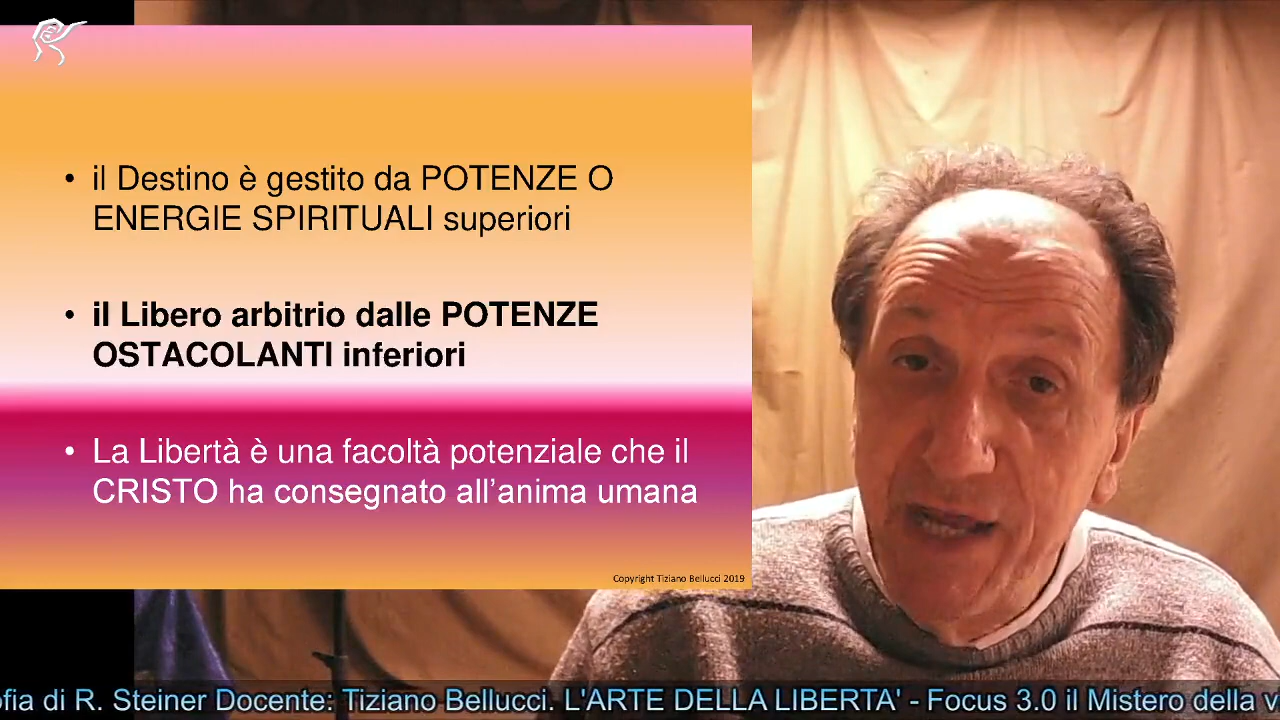 • il Destino è gestito da POTENZE O
ENERGIE SPIRITUALI superiori
• il Libero arbitrio dalle POTENZE
OSTACOLANTI inferiori
• La Libertà è una facoltà potenziale che il
CRISTO ha consegnato all'anima umana
Copyright Tiziano Bellucci 2019
di R. Steiner Docente: Tiziano Bellucci. L'ARTE DELLA LIBERTA' - Focus 3.0 il Mistero della